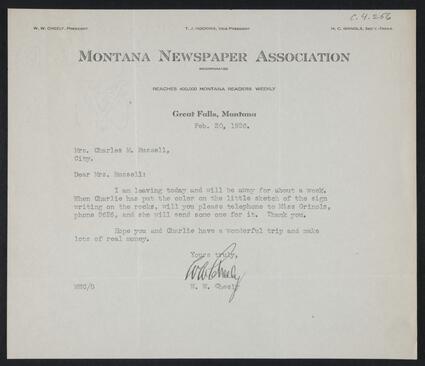 C.4.256
W. W. CHEELY, PRESIDENT T. J. HOCKING, VICE PRESIDENT H. C. GRINOLS, SEC'Y.-TREAS.
MONTANA NEWSPAPER ASSOCIATION
INCORPORATED
REACHES 400,000 MONTANA READERS WEEKLY
Great Falls, Montana
Feb. 20, 1926.
Mrs. Charles M. Russell,
City.
Dear Mrs. Russell:
I am leaving today and will be away for about a week.
When Charlie has put the color on the little sketch of the sign
writing on the rocks, will you please telephone to Miss Grinols,
phone and she will send some one for it. Thank you.
Hope you and Charlie have a wonderful trip and make
lots of real money.
Yours truly,
W W Cheely
WWC/D W. W. Cheely